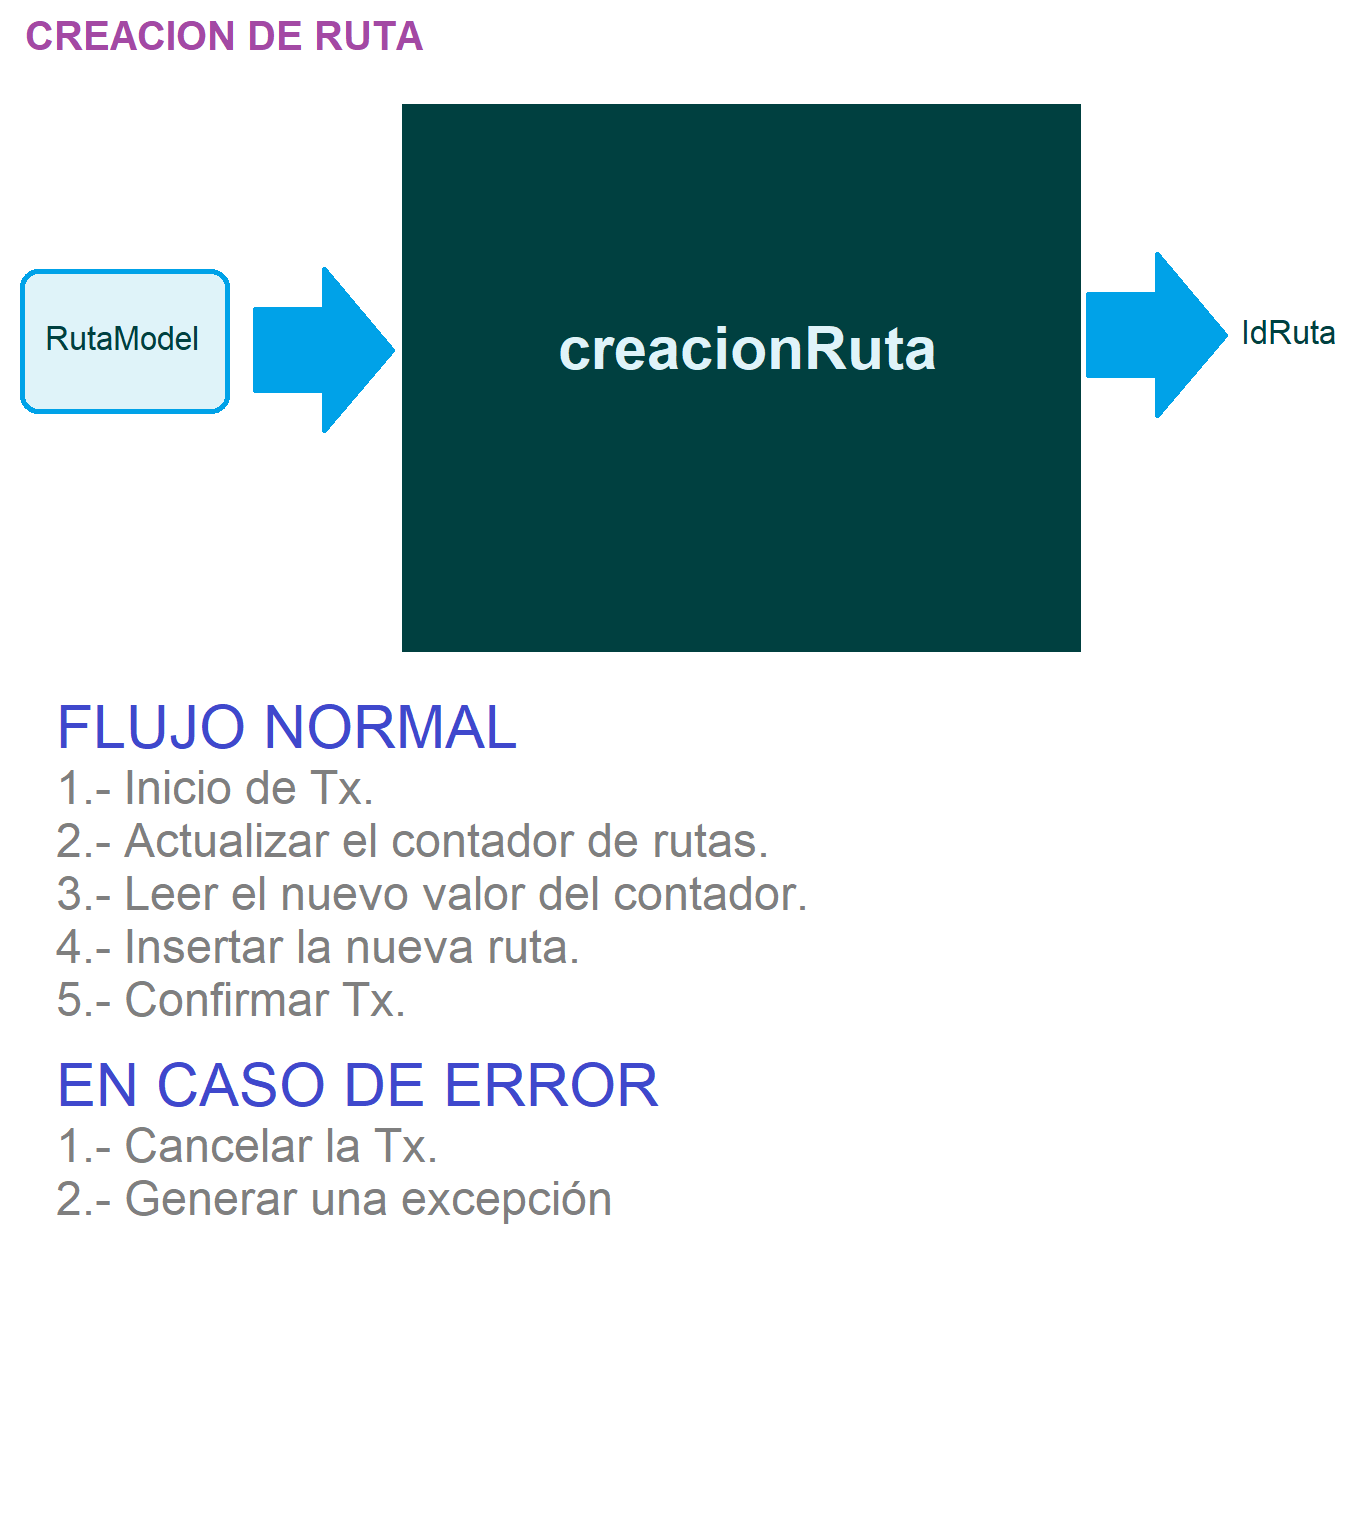 CREACION DE RUTA
RutaModel
creacionRuta
IdRuta
FLUJO NORMAL
1.- Inicio de Tx.
2.- Actualizar el contador de rutas.
3.- Leer el nuevo valor del contador.
4.- Insertar la nueva ruta.
5.- Confirmar Tx.
EN CASO DE ERROR
1.- Cancelar la Tx.
2.- Generar una excepción